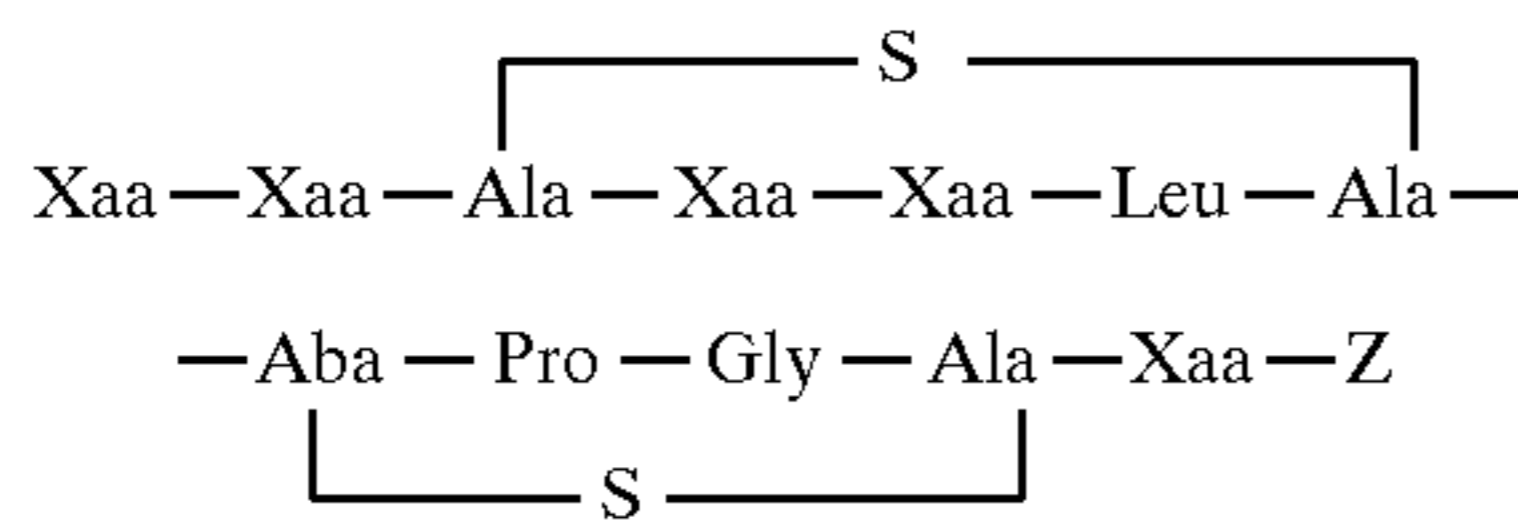 S
Xaa—Xaa—Ala—Xaa—Xaa—Leu—Ala—
—Aba—Pro—Gly—Ala—Xaa—Z
S